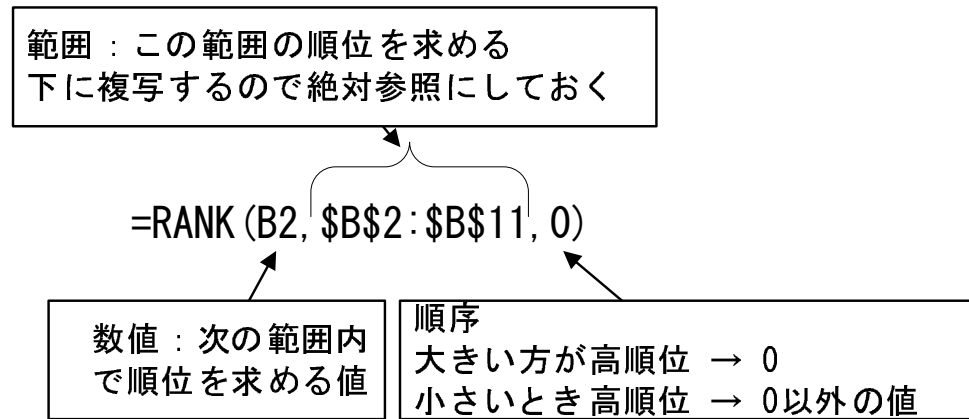 範囲：この範囲の順位を求める
下に複写するので絶対参照にしておく
=RANK(B2,$B$2:$B$11,0)
数値：次の範囲内
で順位を求める値
順序
大きい方が高順位 → 0
小さいとき高順位 → 0以外の値